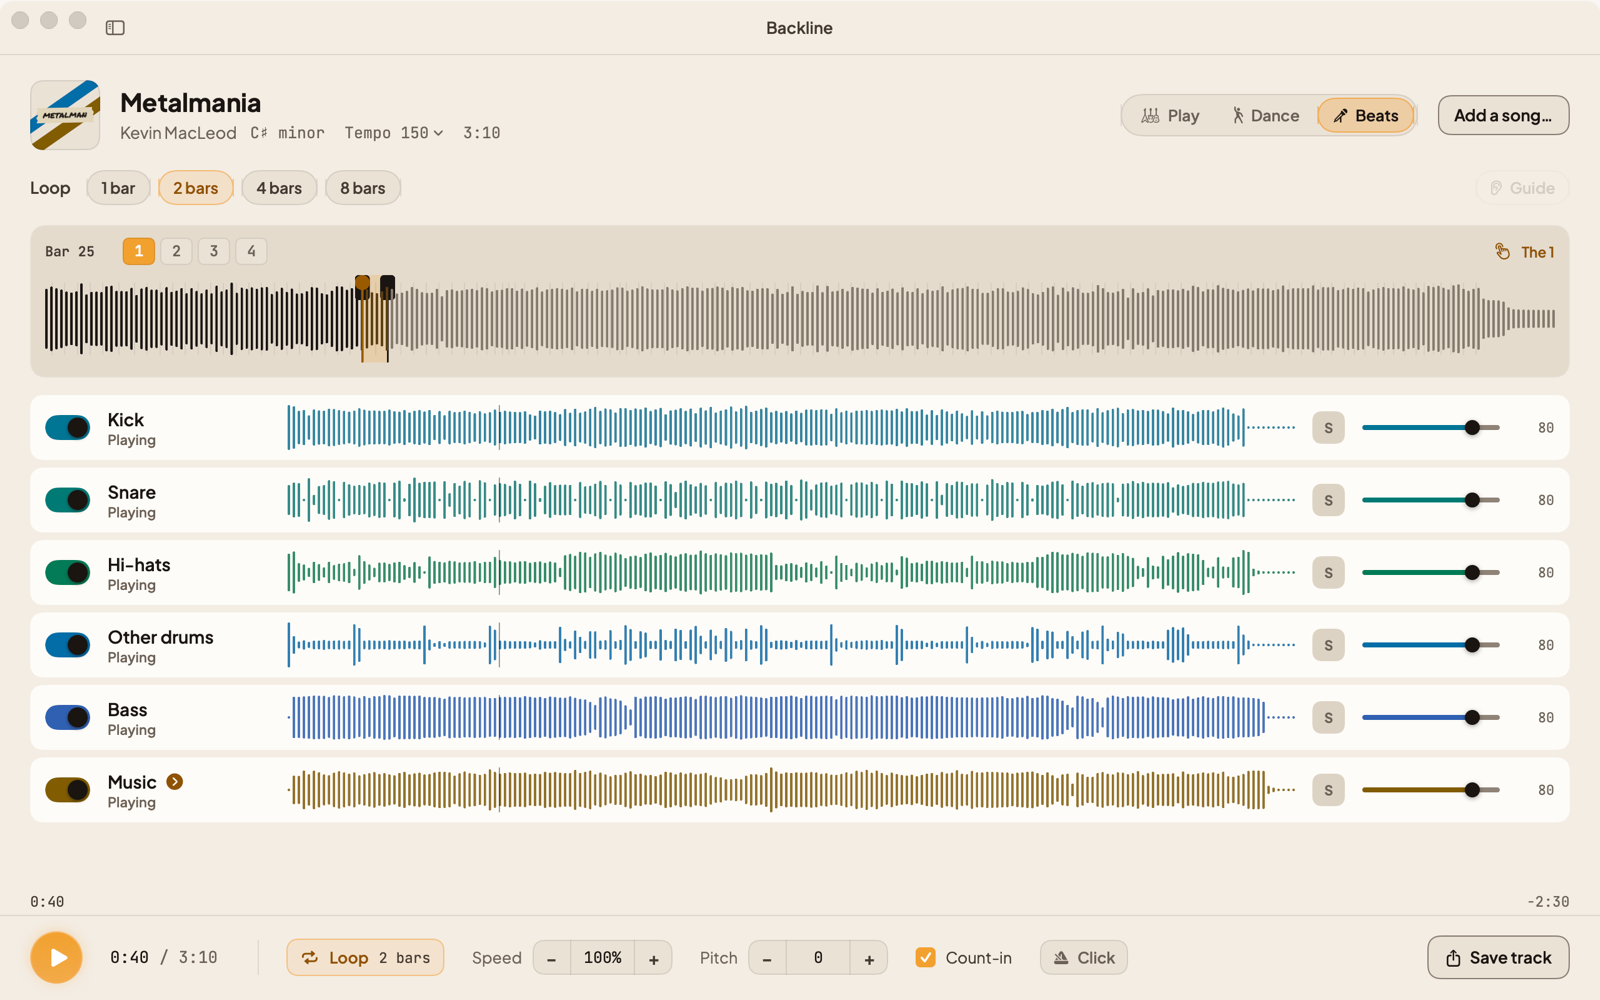 Backline
METALMAN
Metalmania
Kevin MacLeod C♯ minor Tempo 150 3:10
Play Dance Beats Add a song...
Loop 1 bar 2 bars 4 bars 8 bars Guide
Bar 25 1 2 3 4 The 1
Kick
Playing
S 80
Snare
Playing
S 80
Hi-hats
Playing
S 80
Other drums
Playing
S 80
Bass
Playing
S 80
Music
Playing
S 80
0:40 -2:30
0:40 / 3:10 Loop 2 bars Speed - 100% + Pitch - 0 + Count-in Click Save track